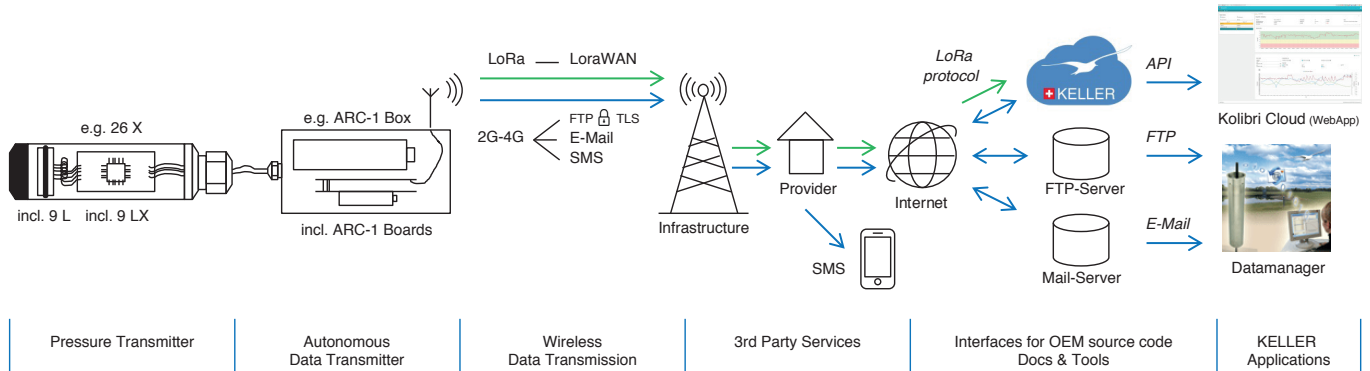 e.g. 26 X
incl. 9 L
incl. 9 LX
e.g. ARC-1 Box
incl. ARC-1 Boards
LoRa
LoraWAN
2G-4G
FTP TLS
E-Mail
SMS
Infrastructure
Provider
SMS
Internet
LoRa
protocol
KELLER
FTP-Server
Mail-Server
API
FTP
E-Mail
Kolibri Cloud (WebApp)
Datamanager
Pressure Transmitter
Autonomous
Data Transmitter
Wireless
Data Transmission
3rd Party Services
Interfaces for OEM source code
Docs & Tools
KELLER
Applications